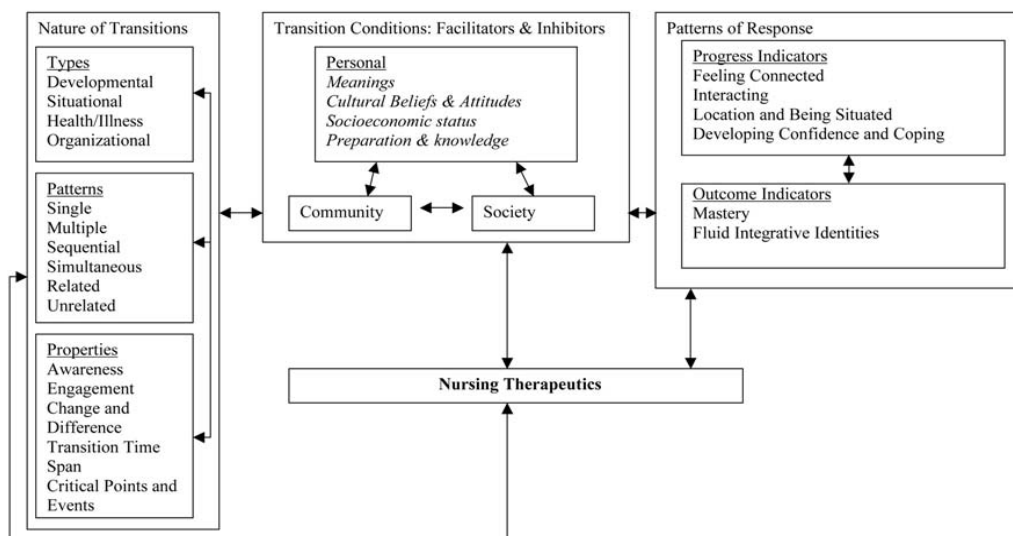 Nature of Transitions
Types
Developmental
Situational
Health/Illness
Organizational
Patterns
Single
Multiple
Sequential
Simultaneous
Related
Unrelated
Properties
Awareness
Engagement
Change and
Difference
Transition Time
Span
Critical Points and
Events
Transition Conditions: Facilitators & Inhibitors
Personal
Meanings
Cultural Beliefs & Attitudes
Socioeconomic status
Preparation & knowledge
Community
Society
Patterns of Response
Progress Indicators
Feeling Connected
Interacting
Location and Being Situated
Developing Confidence and Coping
Outcome Indicators
Mastery
Fluid Integrative Identities
Nursing Therapeutics